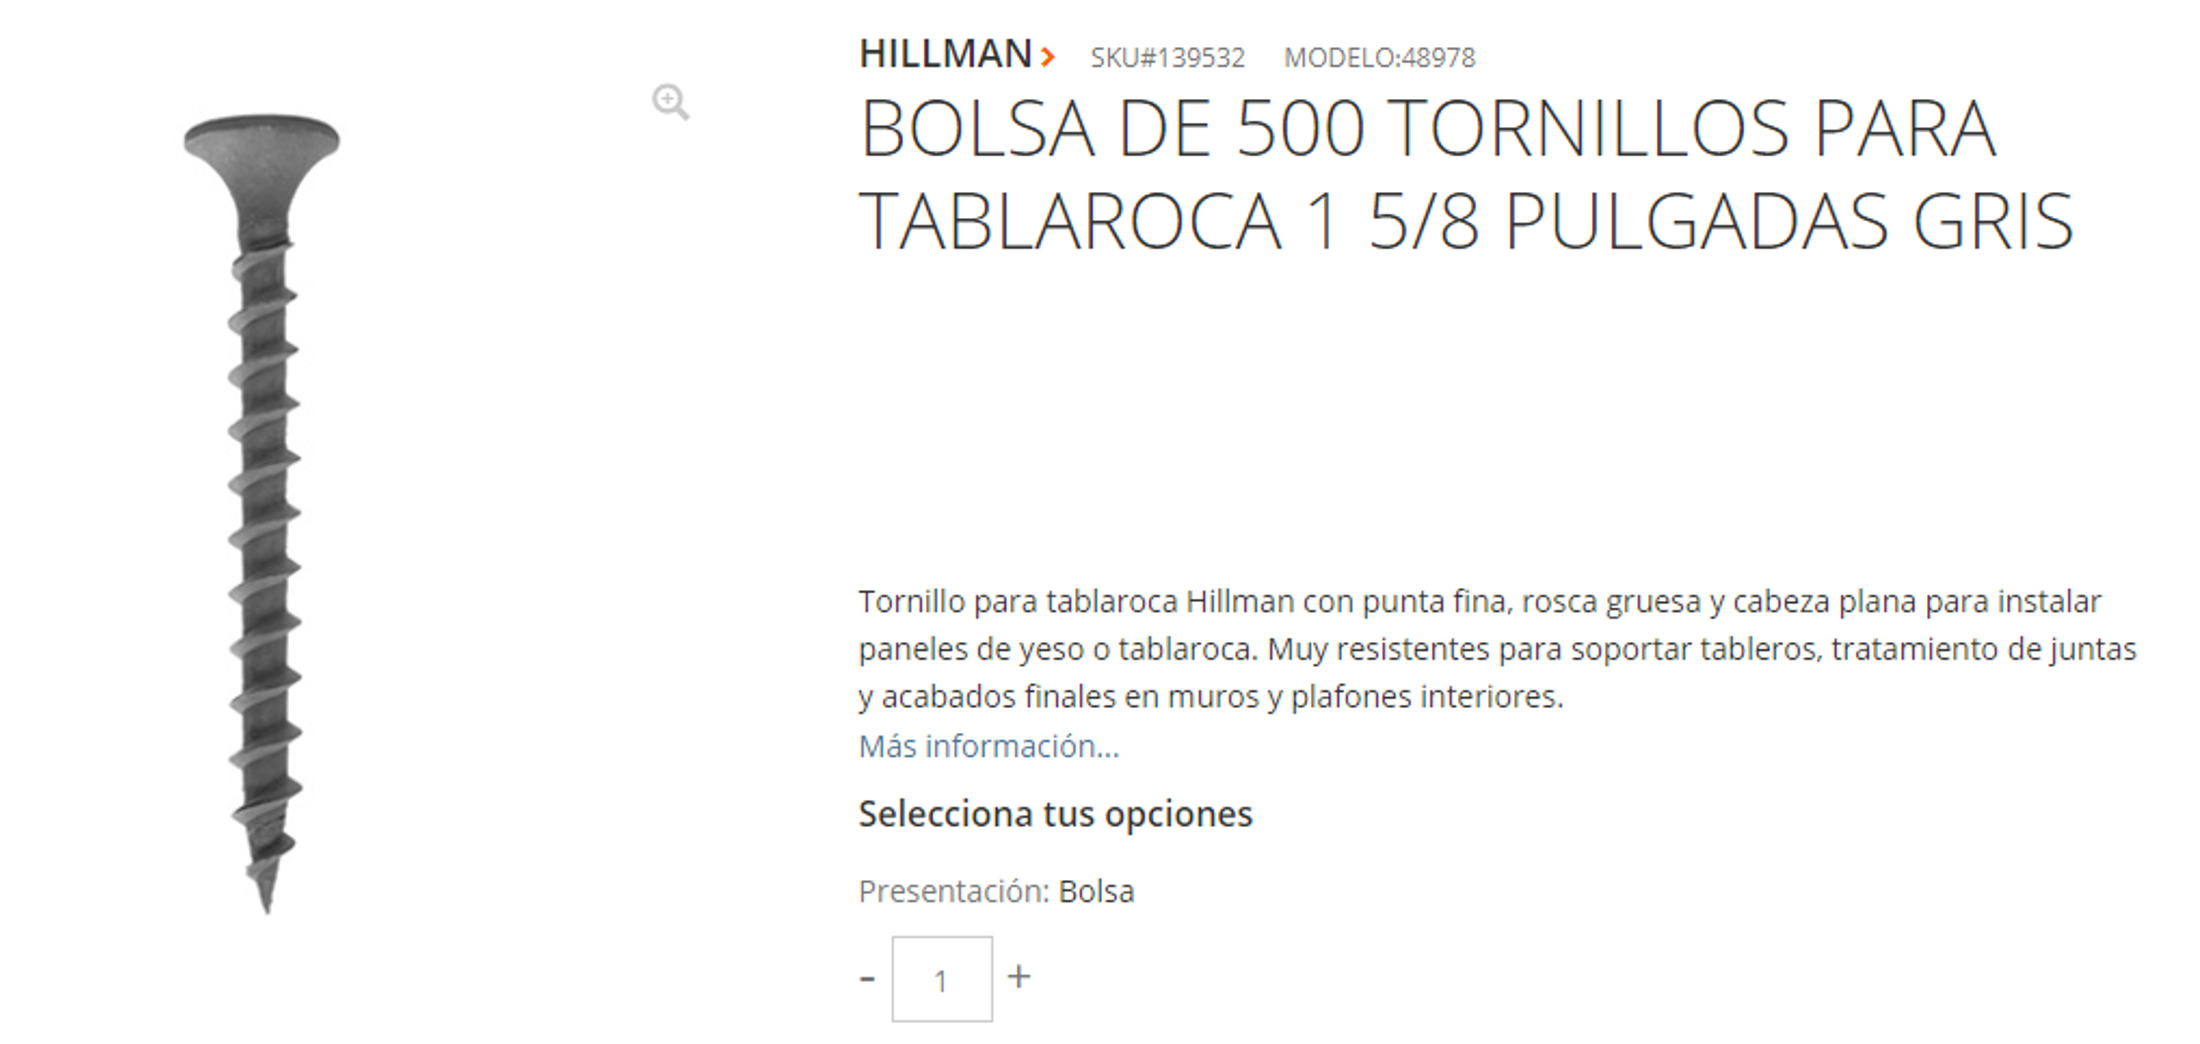 HILLMAN > SKU#139532 MODELO:48978
BOLSA DE 500 TORNILLOS PARA
TABLAROCA 1 5/8 PULGADAS GRIS
Tornillo para tablaroca Hillman con punta fina, rosca gruesa y cabeza plana para instalar
paneles de yeso o tablaroca. Muy resistentes para soportar tableros, tratamiento de juntas
y acabados finales en muros y plafones interiores.
Más información...
Selecciona tus opciones
Presentación: Bolsa
- 1 +